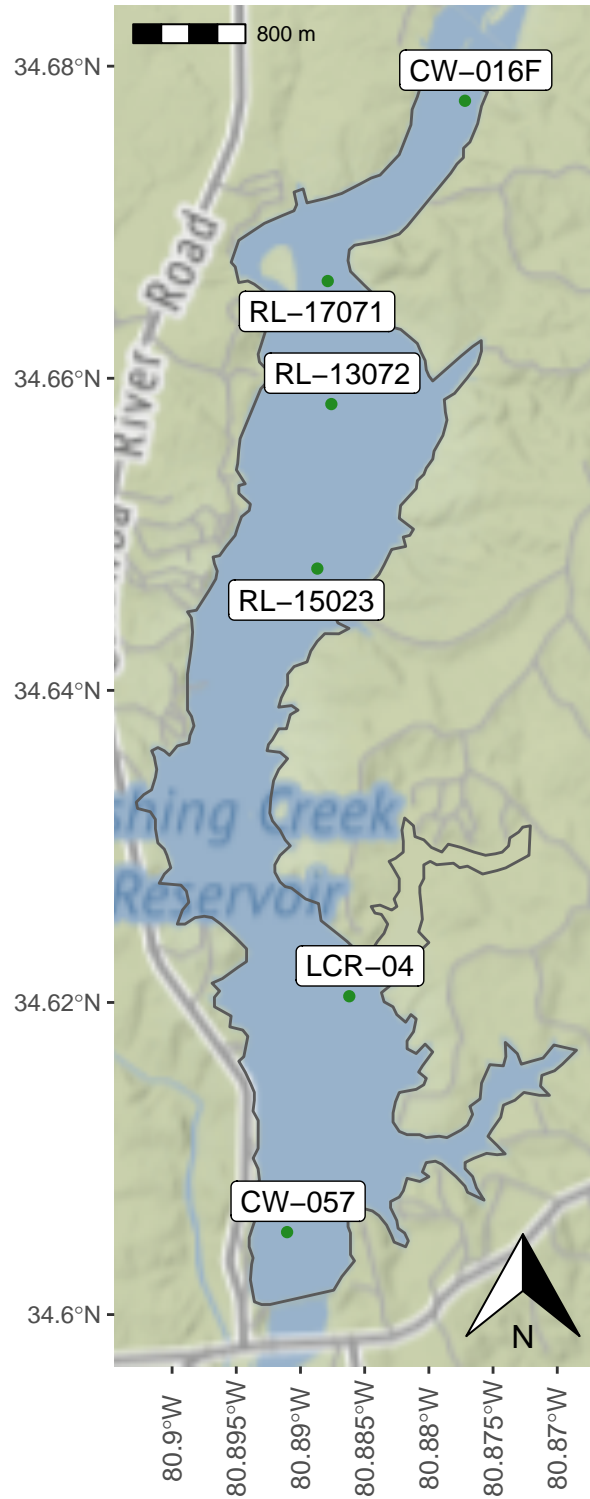 800 m
34.68°N
CW−016F
River Road
RL−17071
34.66°N
RL−13072
RL−15023
34.64°N
shing Creek
Reservoir
LCR−04
34.62°N
CW−057
34.6°N
N
80.9°W
80.895°W
80.89°W
80.885°W
80.88°W
80.875°W
80.87°W